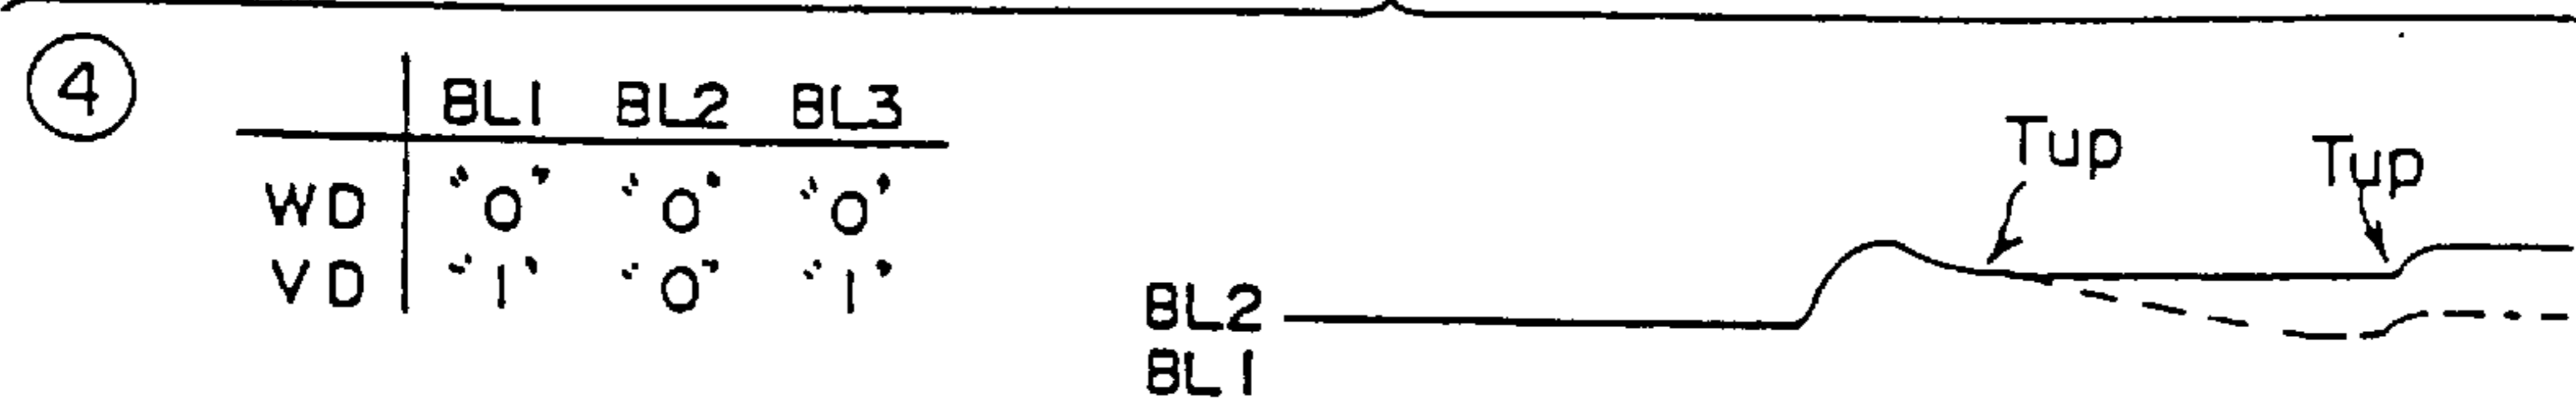 ④
BL1 BL2 BL3
WD "0" "0" "0"
VD "1" "0" "1"
Tup Tup
BL2
BL1